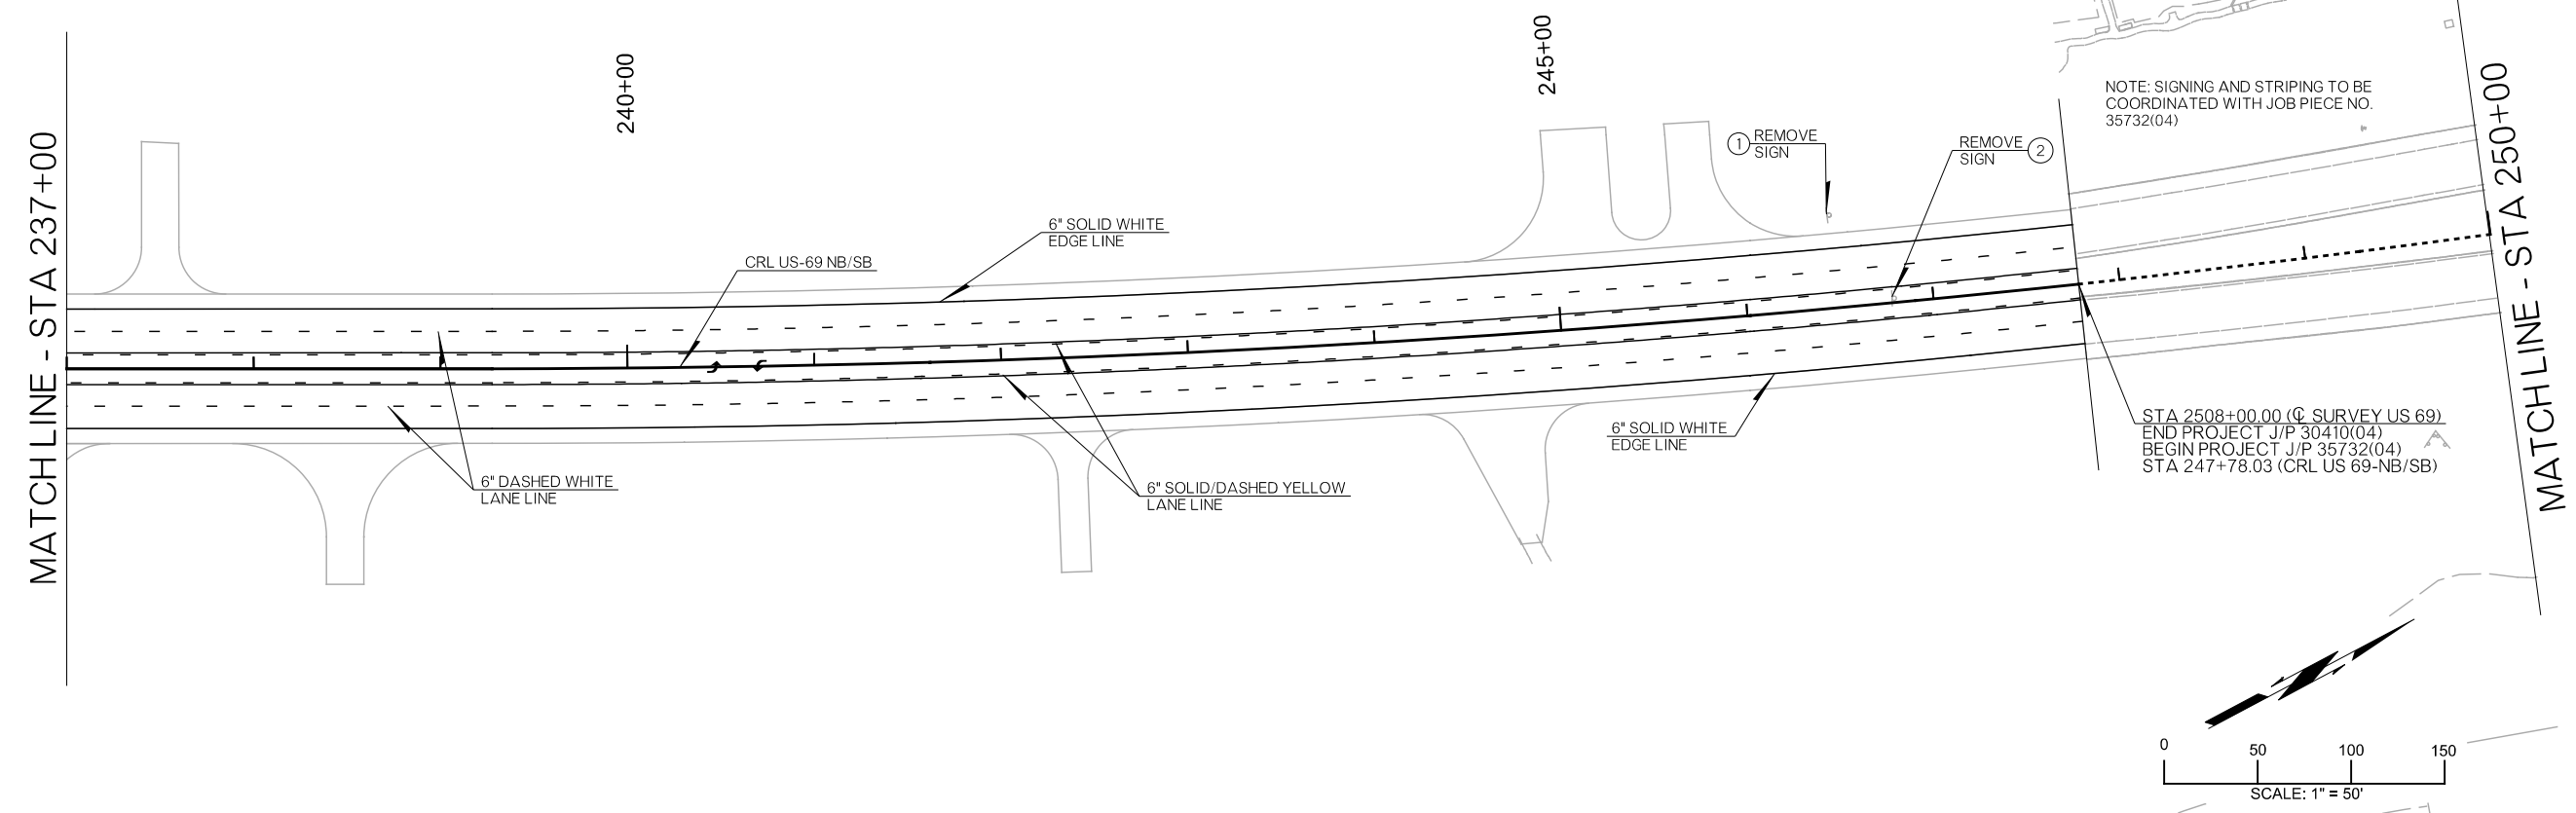 MATCH LINE - STA 237+00
240+00
245+00
NOTE: SIGNING AND STRIPING TO BE
COORDINATED WITH JOB PIECE NO.
35732(04)
1
REMOVE
SIGN
REMOVE
SIGN
2
MATCH LINE - STA 250+00
6" SOLID WHITE
EDGE LINE
CRL US-69 NB/SB
6" DASHED WHITE
LANE LINE
6" SOLID/DASHED YELLOW
LANE LINE
6" SOLID WHITE
EDGE LINE
STA 2508+00.00 (℄ SURVEY US 69)
END PROJECT J/P 30410(04)
BEGIN PROJECT J/P 35732(04)
STA 247+78.03 (CRL US 69-NB/SB)
0 50 100 150
SCALE: 1" = 50'